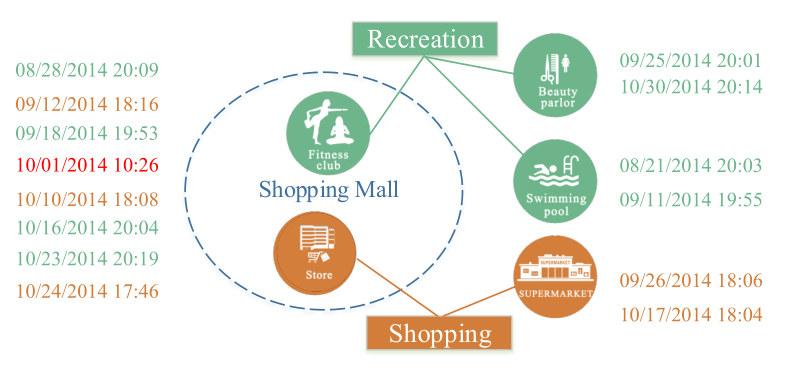 Recreation
08/28/2014 20:09
09/12/2014 18:16
09/18/2014 19:53
10/01/2014 10:26
10/10/2014 18:08
10/16/2014 20:04
10/23/2014 20:19
10/24/2014 17:46
Fitness
club
Shopping Mall
Store
Beauty
parlor
09/25/2014 20:01
10/30/2014 20:14
Swimming
pool
08/21/2014 20:03
09/11/2014 19:55
SUPERMARKET
SUPERMARKET
09/26/2014 18:06
10/17/2014 18:04
Shopping